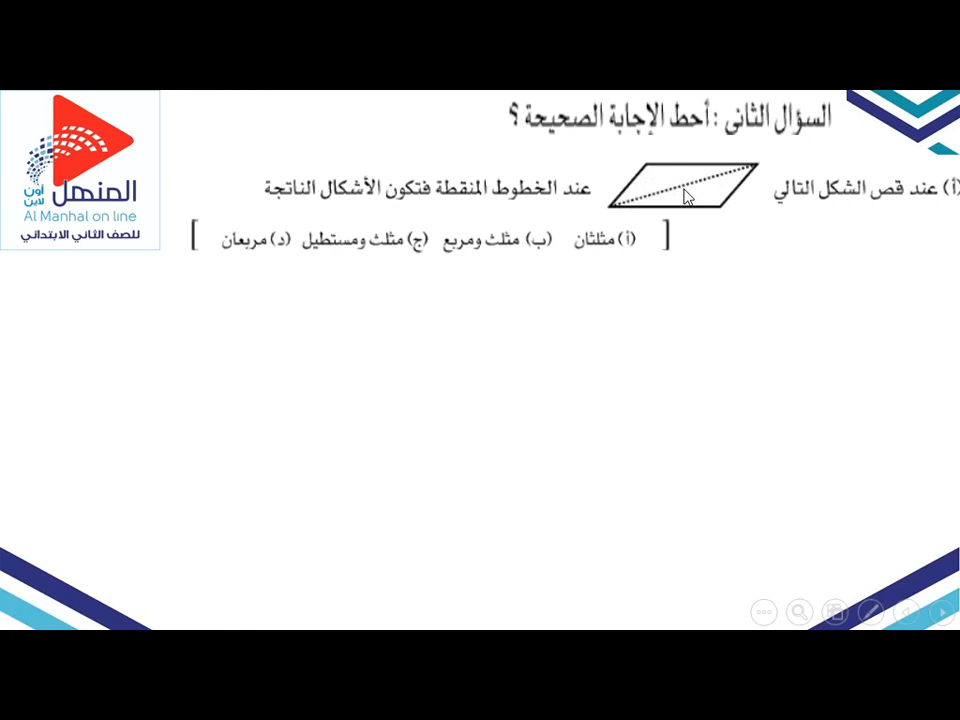 السؤال الثانى : أحط الإجابة الصحيحة ؟
(أ) عند قص الشكل التالي عند الخطوط المنقطة فتكون الأشكال الناتجة
[ (أ) مثلثان (ب) مثلث ومربع (ج) مثلث ومستطيل (د) مربعان ]
المنهل أون لاين
Al Manhal on line
للصف الثاني الابتدائي